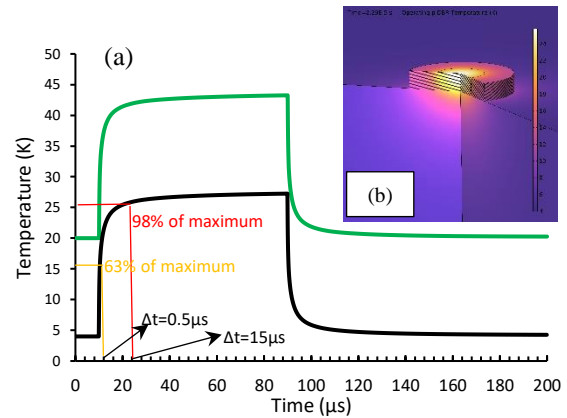 (a)
50
45
40
35
30
25
20
15
10
5
0
Temperature (K)
98% of maximum
63% of maximum
Δt=0.5µs
Δt=15µs
0 20 40 60 80 100 120 140 160 180 200
Time (µs)
(b)